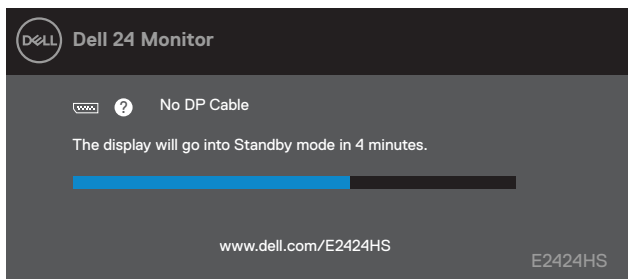 DELL Dell 24 Monitor
? No DP Cable
The display will go into Standby mode in 4 minutes.
www.dell.com/E2424HS
E2424HS